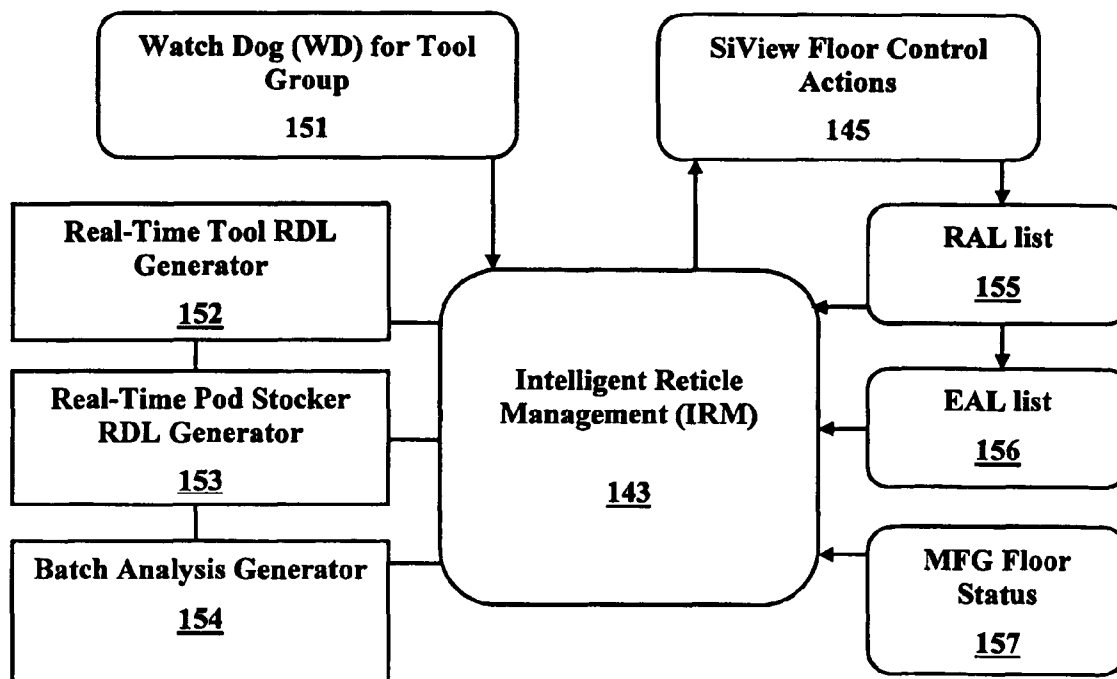 Watch Dog (WD) for Tool
Group
151
SiView Floor Control
Actions
145
Real-Time Tool RDL
Generator
152
RAL list
155
Intelligent Reticle
Management (IRM)
143
Real-Time Pod Stocker
RDL Generator
153
EAL list
156
Batch Analysis Generator
154
MFG Floor
Status
157